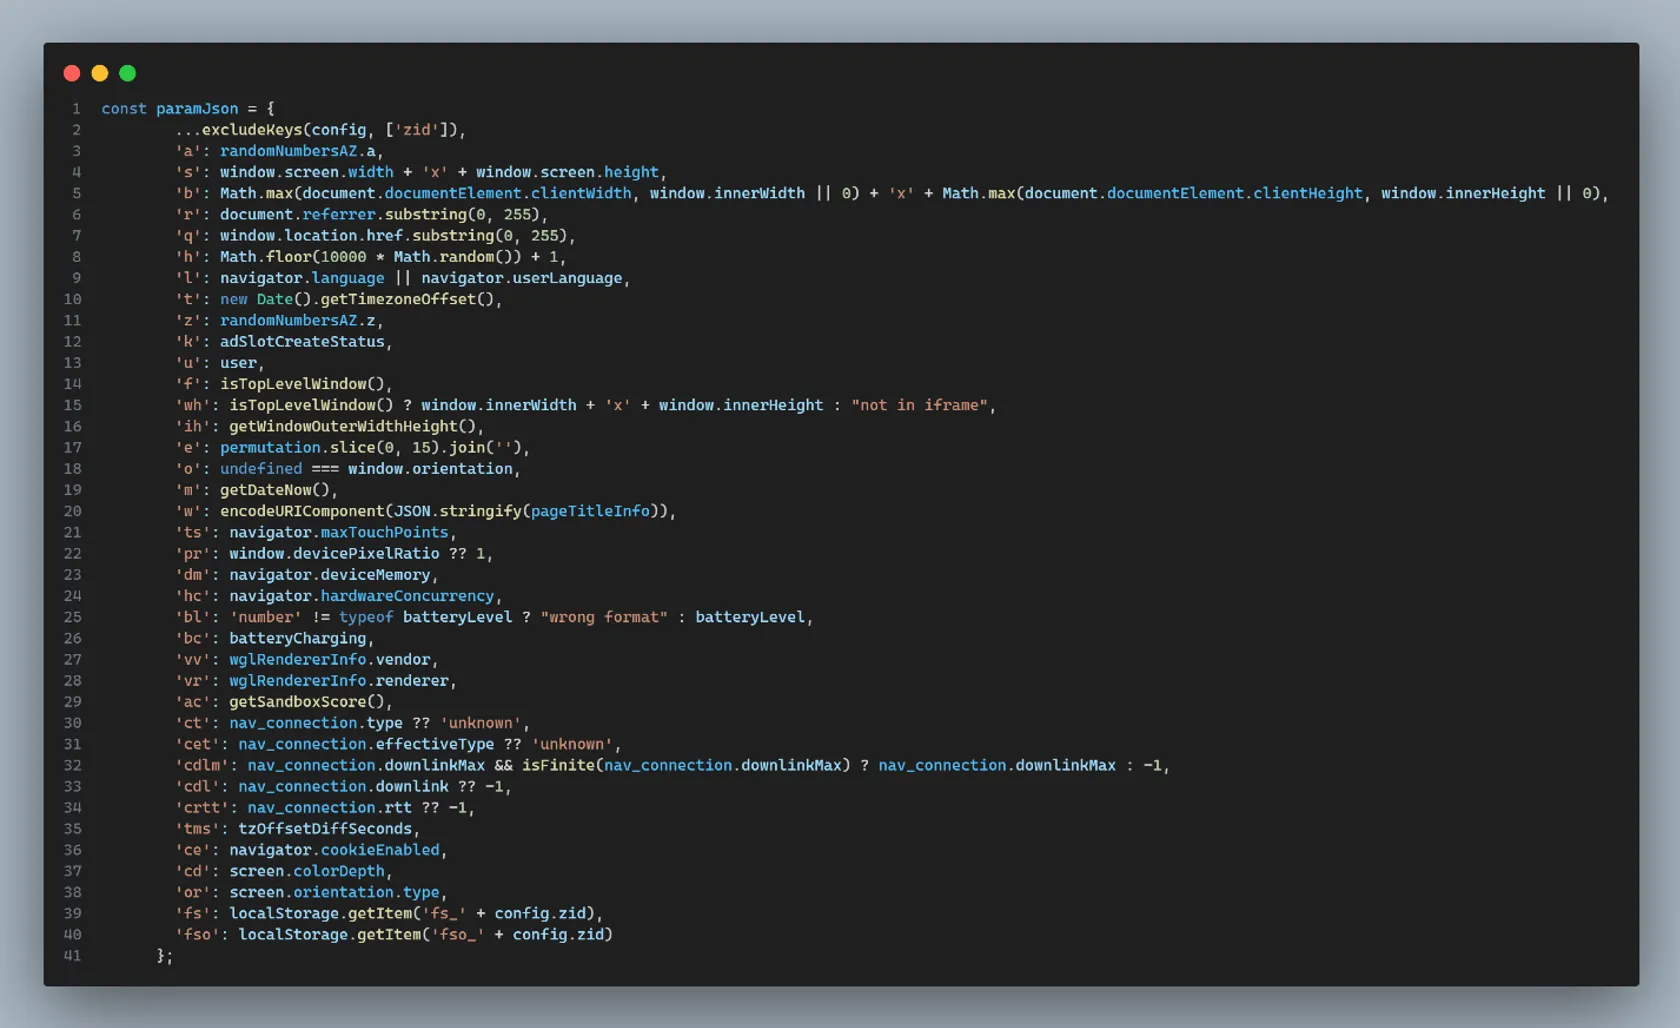 1 const paramJson = {
2 ...excludeKeys(config, ['zid']),
3 'a': randomNumbersAZ.a,
4 's': window.screen.width + 'x' + window.screen.height,
5 'b': Math.max(document.documentElement.clientWidth, window.innerWidth || 0) + 'x' + Math.max(document.documentElement.clientHeight, window.innerHeight || 0),
6 'r': document.referrer.substring(0, 255),
7 'q': window.location.href.substring(0, 255),
8 'h': Math.floor(10000 * Math.random()) + 1,
9 'l': navigator.language || navigator.userLanguage,
10 't': new Date().getTimezoneOffset(),
11 'z': randomNumbersAZ.z,
12 'k': adSlotCreateStatus,
13 'u': user,
14 'f': isTopLevelWindow(),
15 'wh': isTopLevelWindow() ? window.innerWidth + 'x' + window.innerHeight : "not in iframe",
16 'ih': getWindowOuterWidthHeight(),
17 'e': permutation.slice(0, 15).join(''),
18 'o': undefined === window.orientation,
19 'm': getDateNow(),
20 'w': encodeURIComponent(JSON.stringify(pageTitleInfo)),
21 'ts': navigator.maxTouchPoints,
22 'pr': window.devicePixelRatio ?? 1,
23 'dm': navigator.deviceMemory,
24 'hc': navigator.hardwareConcurrency,
25 'bl': 'number' != typeof batteryLevel ? "wrong format" : batteryLevel,
26 'bc': batteryCharging,
27 'vv': wglRendererInfo.vendor,
28 'vr': wglRendererInfo.renderer,
29 'ac': getSandboxScore(),
30 'ct': nav_connection.type ?? 'unknown',
31 'cet': nav_connection.effectiveType ?? 'unknown',
32 'cdlm': nav_connection.downlinkMax && isFinite(nav_connection.downlinkMax) ? nav_connection.downlinkMax : -1,
33 'cdl': nav_connection.downlink ?? -1,
34 'crtt': nav_connection.rtt ?? -1,
35 'tms': tzOffsetDiffSeconds,
36 'ce': navigator.cookieEnabled,
37 'cd': screen.colorDepth,
38 'or': screen.orientation.type,
39 'fs': localStorage.getItem('fs_' + config.zid),
40 'fso': localStorage.getItem('fso_' + config.zid)
41 };